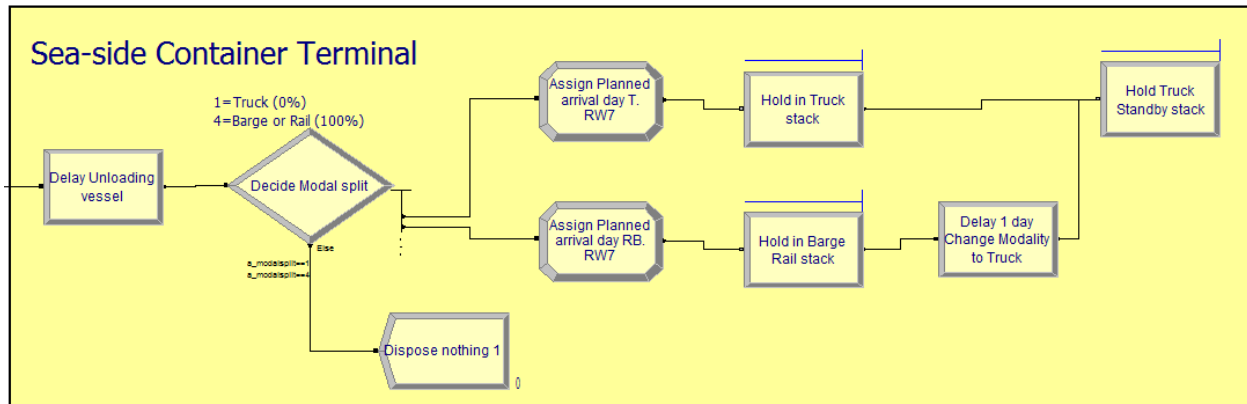 Sea-side Container Terminal
1=Truck (0%)
4=Barge or Rail (100%)
Delay Unloading
vessel
Decide Modal split
Else
a_modalsplit==1
a_modalsplit==4
Dispose nothing 1
0
Assign Planned
arrival day T.
RW7
Hold in Truck
stack
Assign Planned
arrival day RB.
RW7
Hold in Barge
Rail stack
Delay 1 day
Change Modality
to Truck
Hold Truck
Standby stack